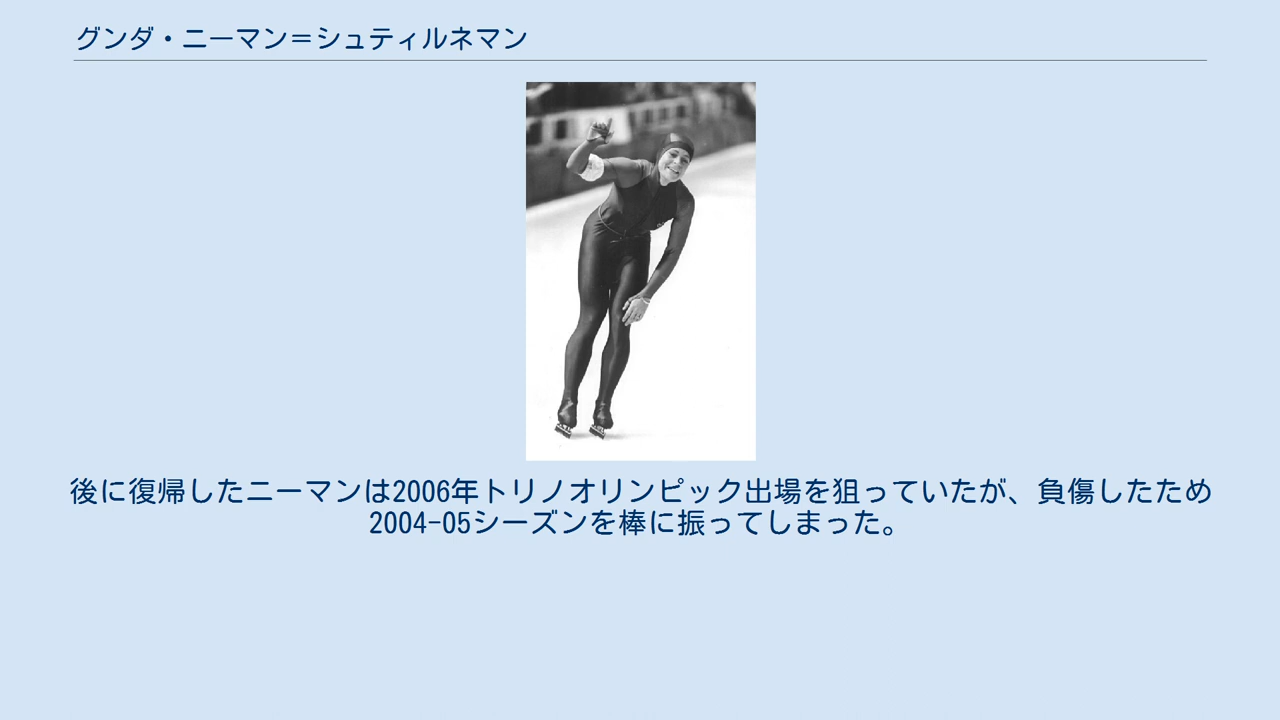 グンダ・ニーマン＝シュティルネマン
後に復帰したニーマンは2006年トリノオリンピック出場を狙っていたが、負傷したため
2004-05シーズンを棒に振ってしまった。